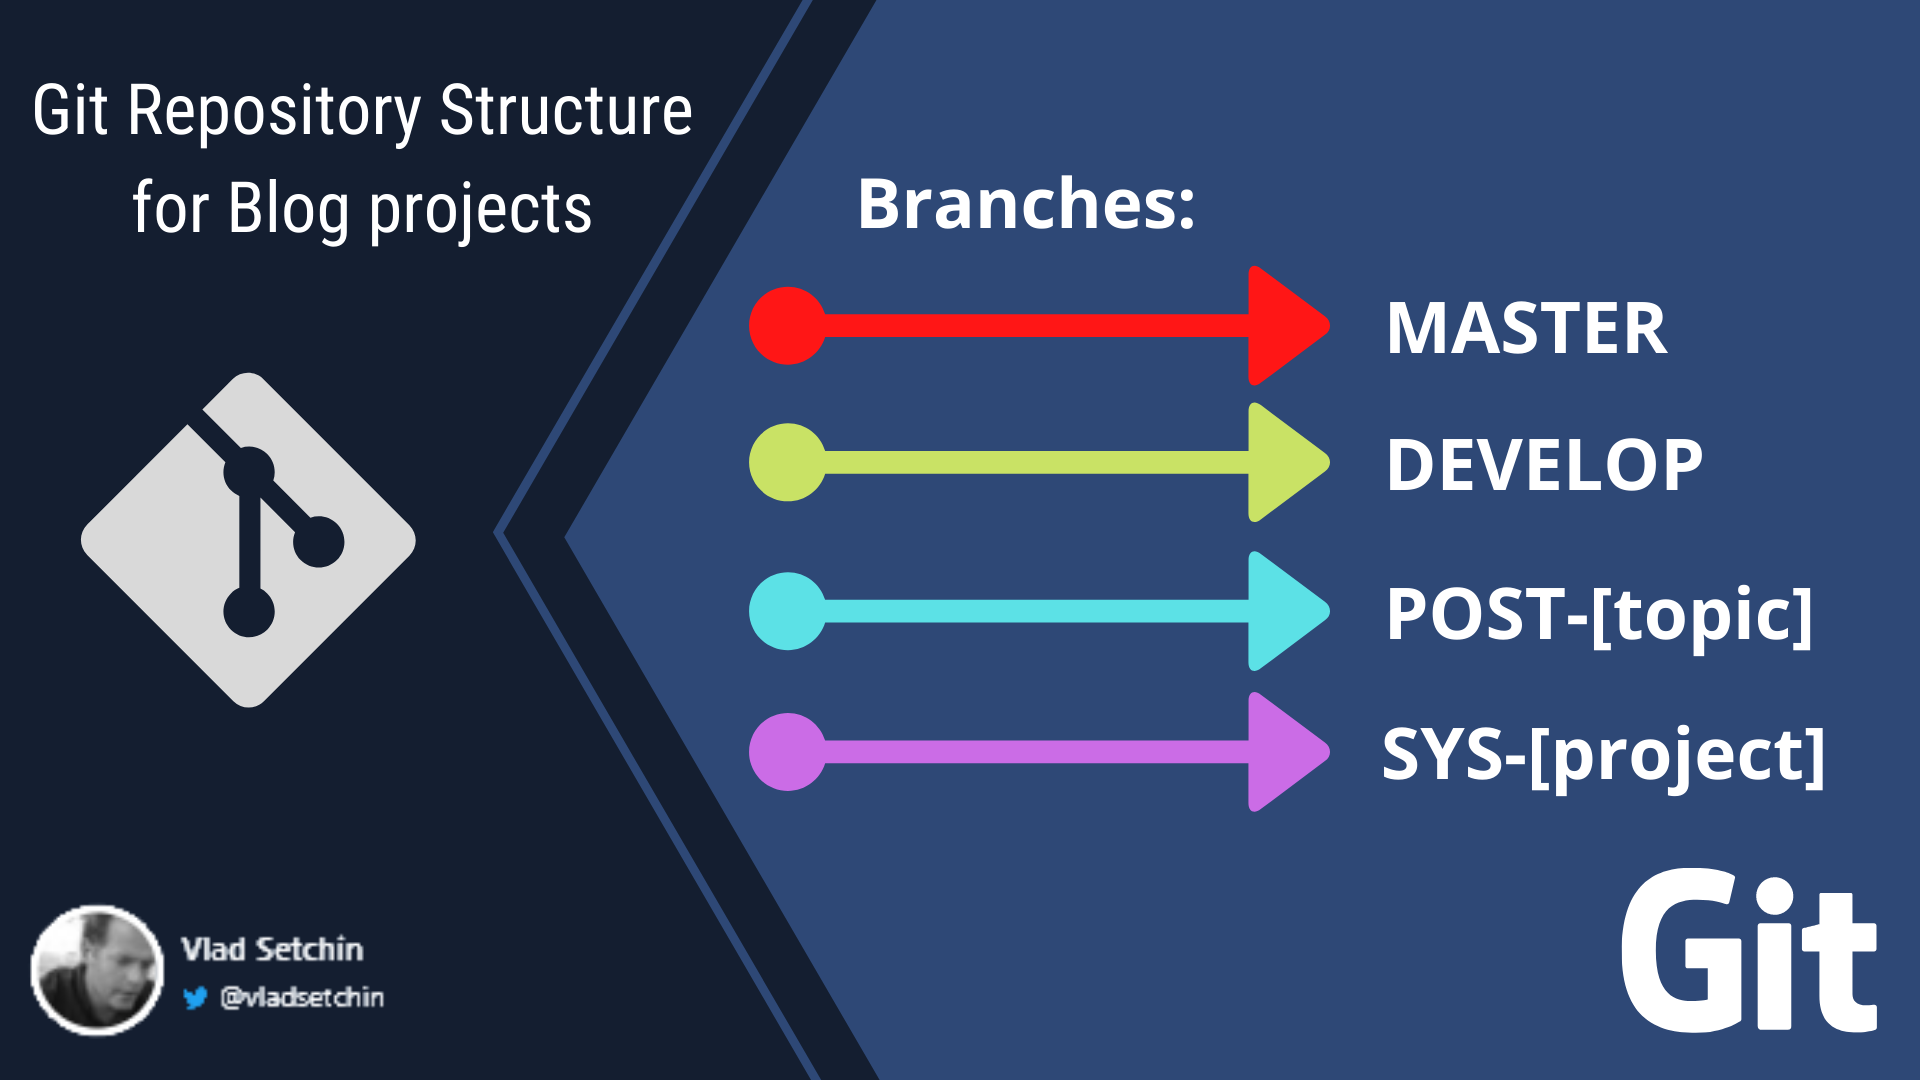 Git Repository Structure
for Blog projects
Branches:
MASTER
DEVELOP
POST-[topic]
SYS-[project]
Vlad Setchin
@vladsetchin
Git